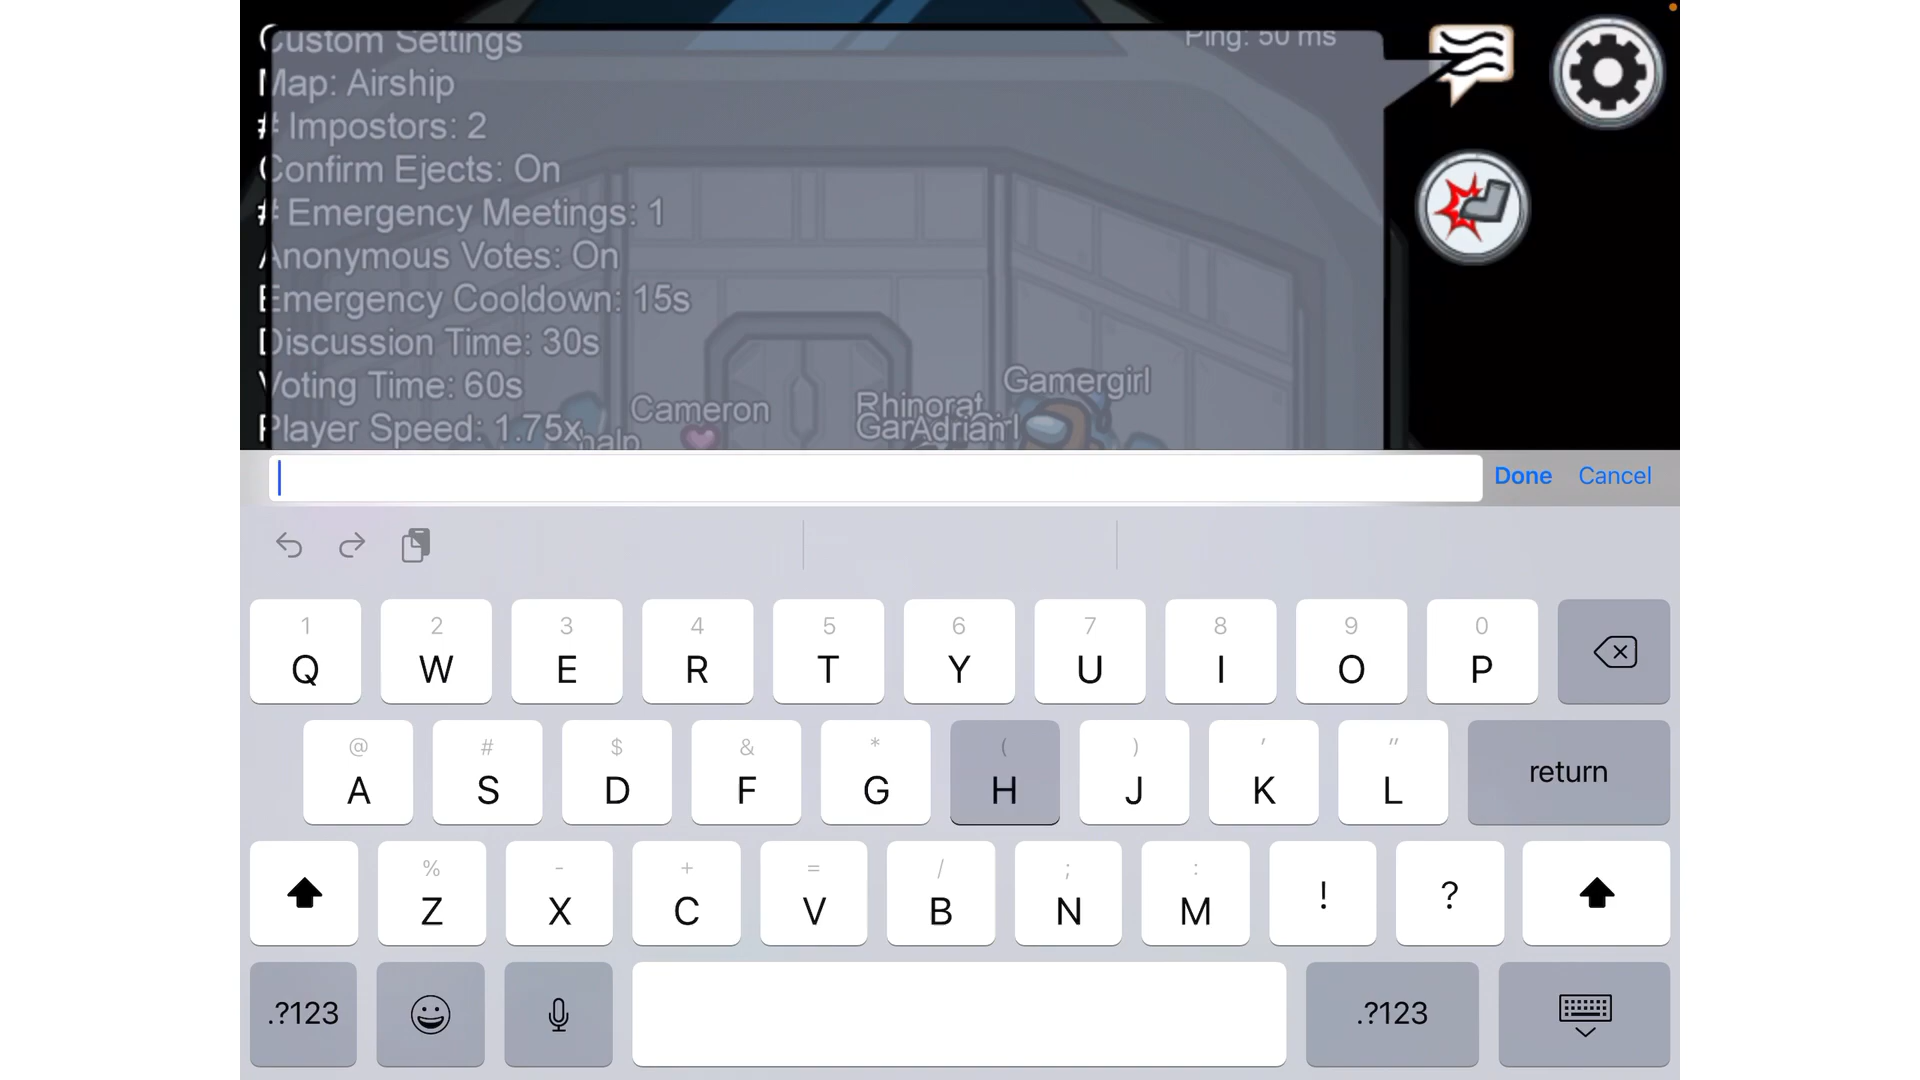 Custom Settings
Ping: 50 ms
Map: Airship
# Impostors: 2
Confirm Ejects: On
# Emergency Meetings: 1
Anonymous Votes: On
Emergency Cooldown: 15s
Discussion Time: 30s
Voting Time: 60s
Player Speed: 1.75x
Gamergirl
Cameron
Rhinorat
Adrian
Done Cancel
1 2 3 4 5 6 7 8 9 0
Q W E R T Y U I O P
@ # $ & * ( ) ' "
A S D F G H J K L return
% - + = / ; :
Z X C V B N M ! ?
.?123 .?123